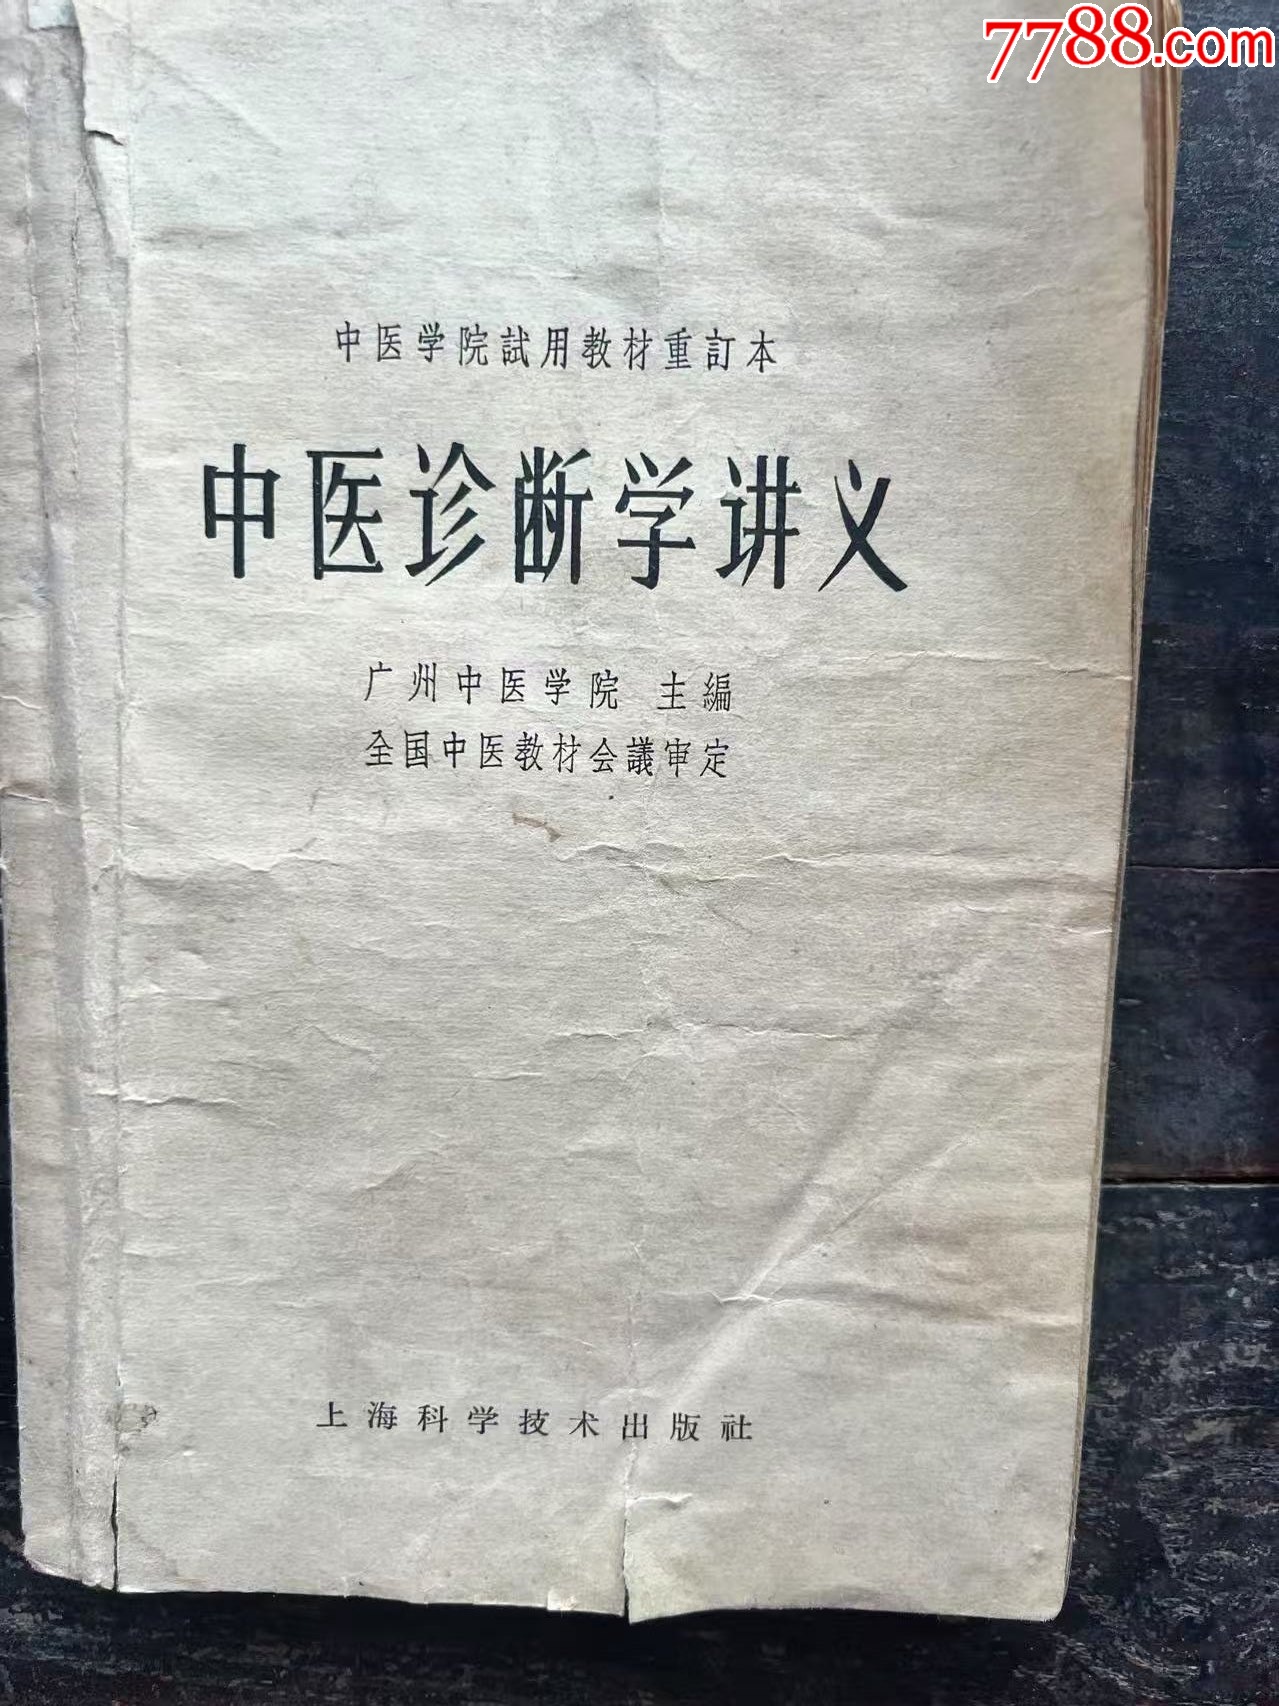 7788.com
中医学院試用教材重訂本
中医诊断学讲义
广州中医学院 主編
全国中医教材会議审定
上海科学技术出版社